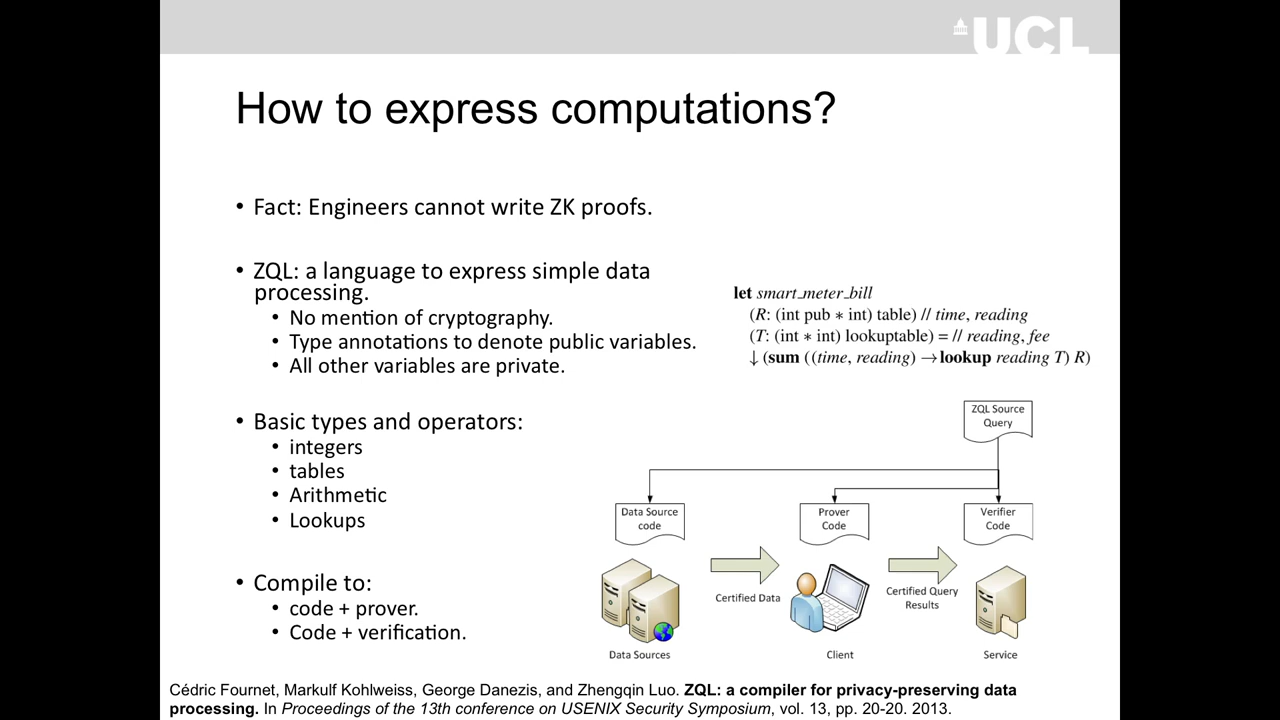 UCL
How to express computations?
• Fact: Engineers cannot write ZK proofs.
• ZQL: a language to express simple data
processing.
• No mention of cryptography.
• Type annotations to denote public variables.
• All other variables are private.
• Basic types and operators:
• integers
• tables
• Arithmetic
• Lookups
• Compile to:
• code + prover.
• Code + verification.
let smart_meter_bill
(R: (int pub ∗ int) table) // time, reading
(T: (int ∗ int) lookuptable) = // reading, fee
↓ (sum ((time, reading) → lookup reading T) R)
ZQL Source
Query
Data Source
code
Prover
Code
Verifier
Code
Certified Data
Certified Query
Results
Data Sources
Client
Service
Cédric Fournet, Markulf Kohlweiss, George Danezis, and Zhengqin Luo. ZQL: a compiler for privacy-preserving data
processing. In Proceedings of the 13th conference on USENIX Security Symposium, vol. 13, pp. 20-20. 2013.